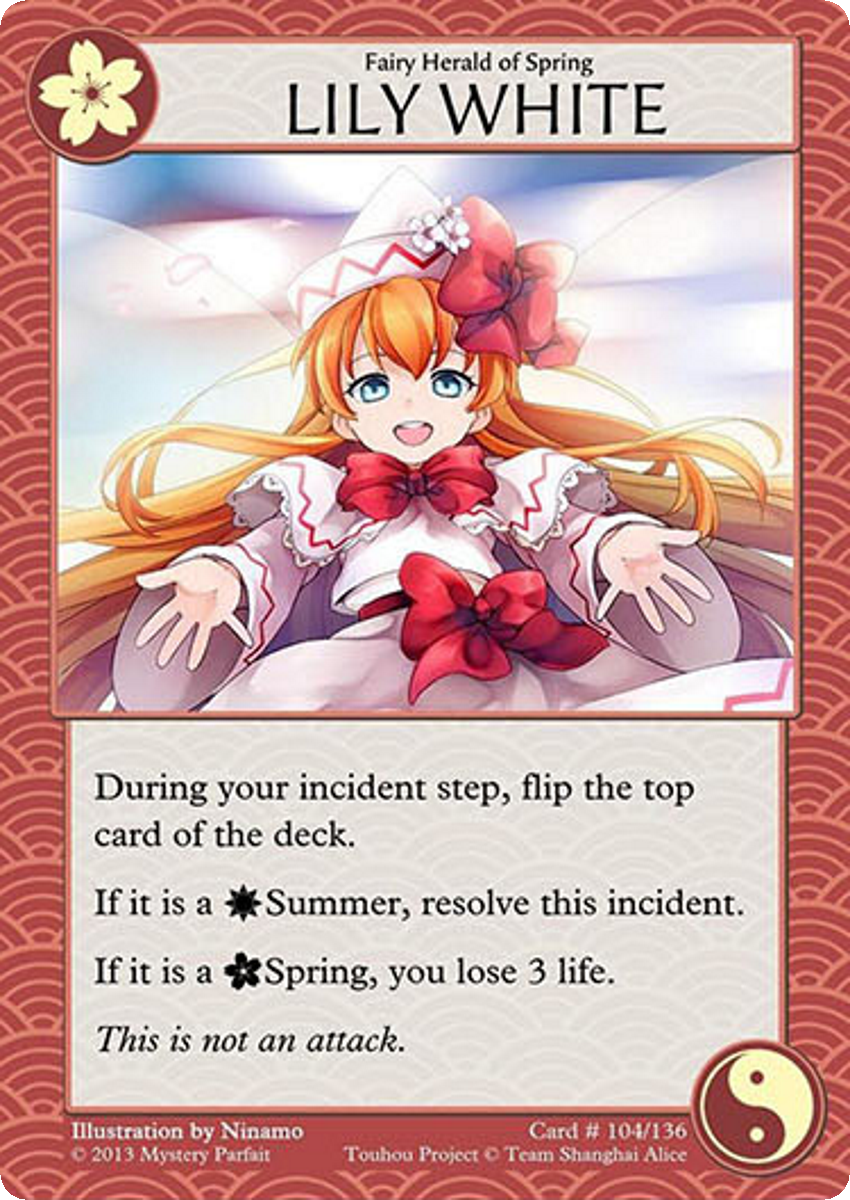 Fairy Herald of Spring
LILY WHITE
During your incident step, flip the top
card of the deck.
If it is a Summer, resolve this incident.
If it is a Spring, you lose 3 life.
This is not an attack.
Illustration by Ninamo
Card # 104/136
© 2013 Mystery Parfait
Touhou Project © Team Shanghai Alice